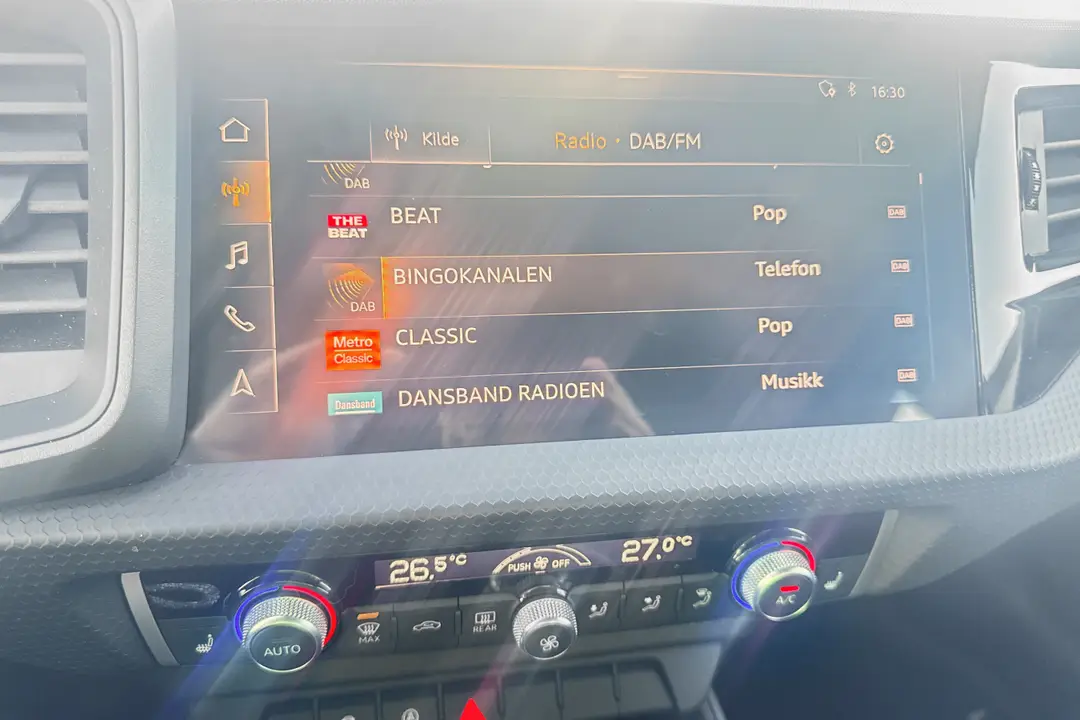 16:30
Kilde
Radio · DAB/FM
DAB
THE BEAT
BEAT
Pop
DAB
DAB
BINGOKANALEN
Telefon
DAB
Metro
Classic
CLASSIC
Pop
DAB
Dansband
DANSBAND RADIOEN
Musikk
DAB
26.5°C
PUSH OFF
27.0°C
AUTO
MAX
REAR
A/C